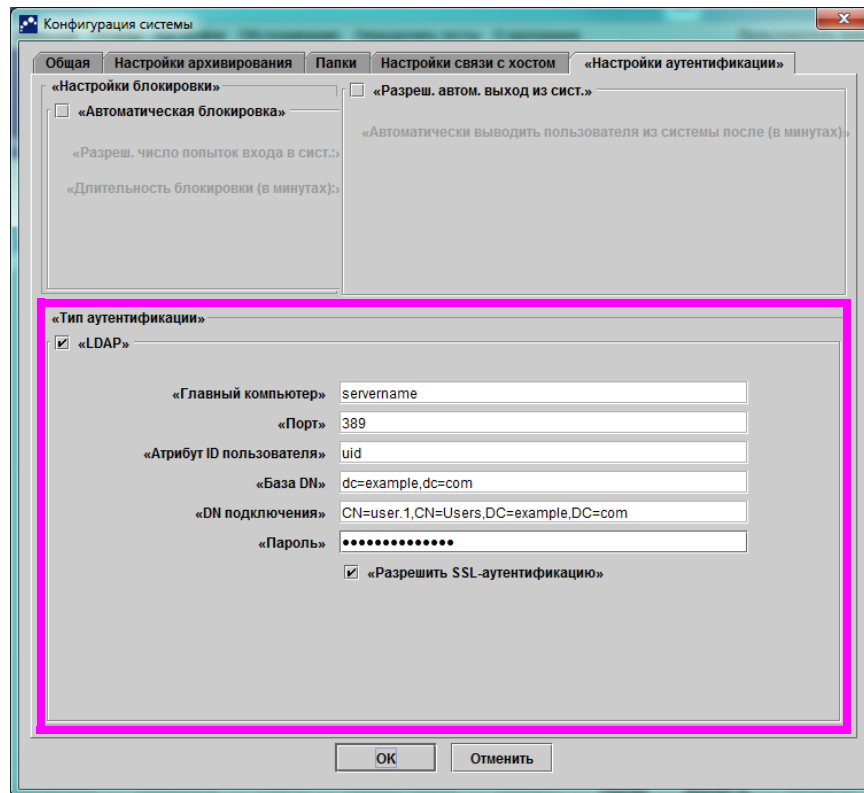 Конфигурация системы
Общая
Настройки архивирования
Папки
Настройки связи с хостом
«Настройки аутентификации»
«Настройки блокировки»
«Автоматическая блокировка»
«Разреш. число попыток входа в сист.:»
«Длительность блокировки (в минутах):»
«Разреш. автом. выход из сист.»
«Автоматически выводить пользователя из системы после (в минутах)»
«Тип аутентификации»
«LDAP»
«Главный компьютер» servername
«Порт» 389
«Атрибут ID пользователя» uid
«База DN» dc=example,dc=com
«DN подключения» CN=user.1,CN=Users,DC=example,DC=com
«Пароль» ••••••••••••••
«Разрешить SSL-аутентификацию»
OK
Отменить